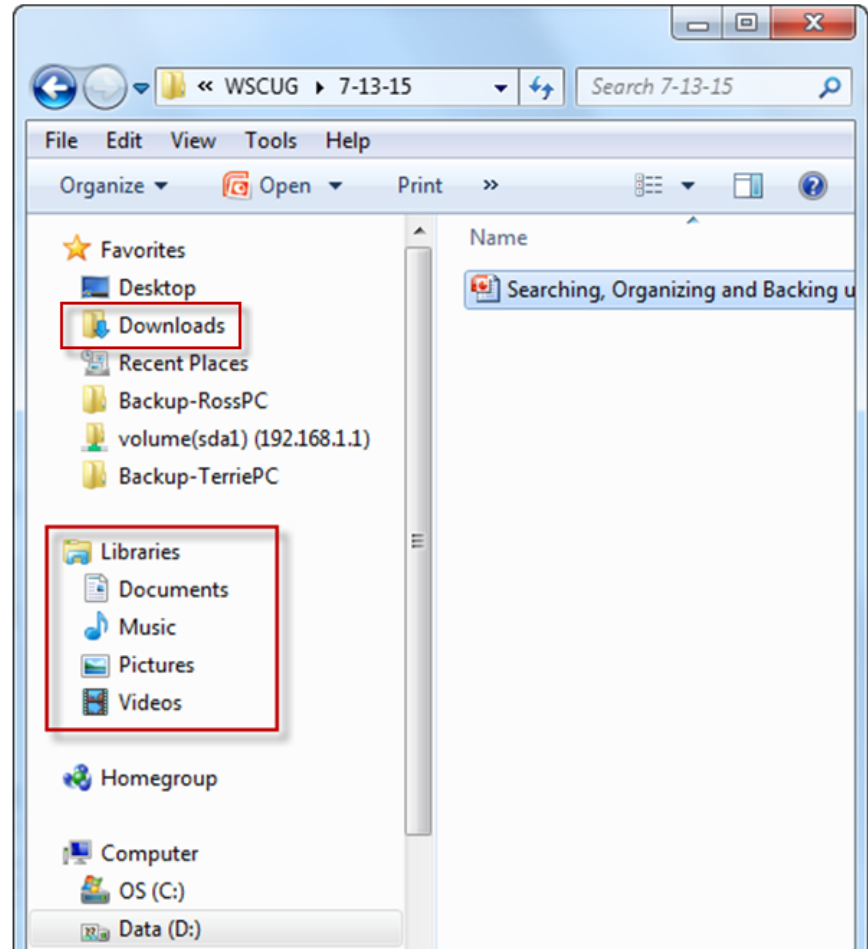 « WSCUG 7-13-15 Search 7-13-15
File Edit View Tools Help
Organize Open Print »
Favorites
Desktop
Downloads
Recent Places
Backup-RossPC
volume(sda1) (192.168.1.1)
Backup-TerriePC
Libraries
Documents
Music
Pictures
Videos
Homegroup
Computer
OS (C:)
Data (D:)
Name
Searching, Organizing and Backing u